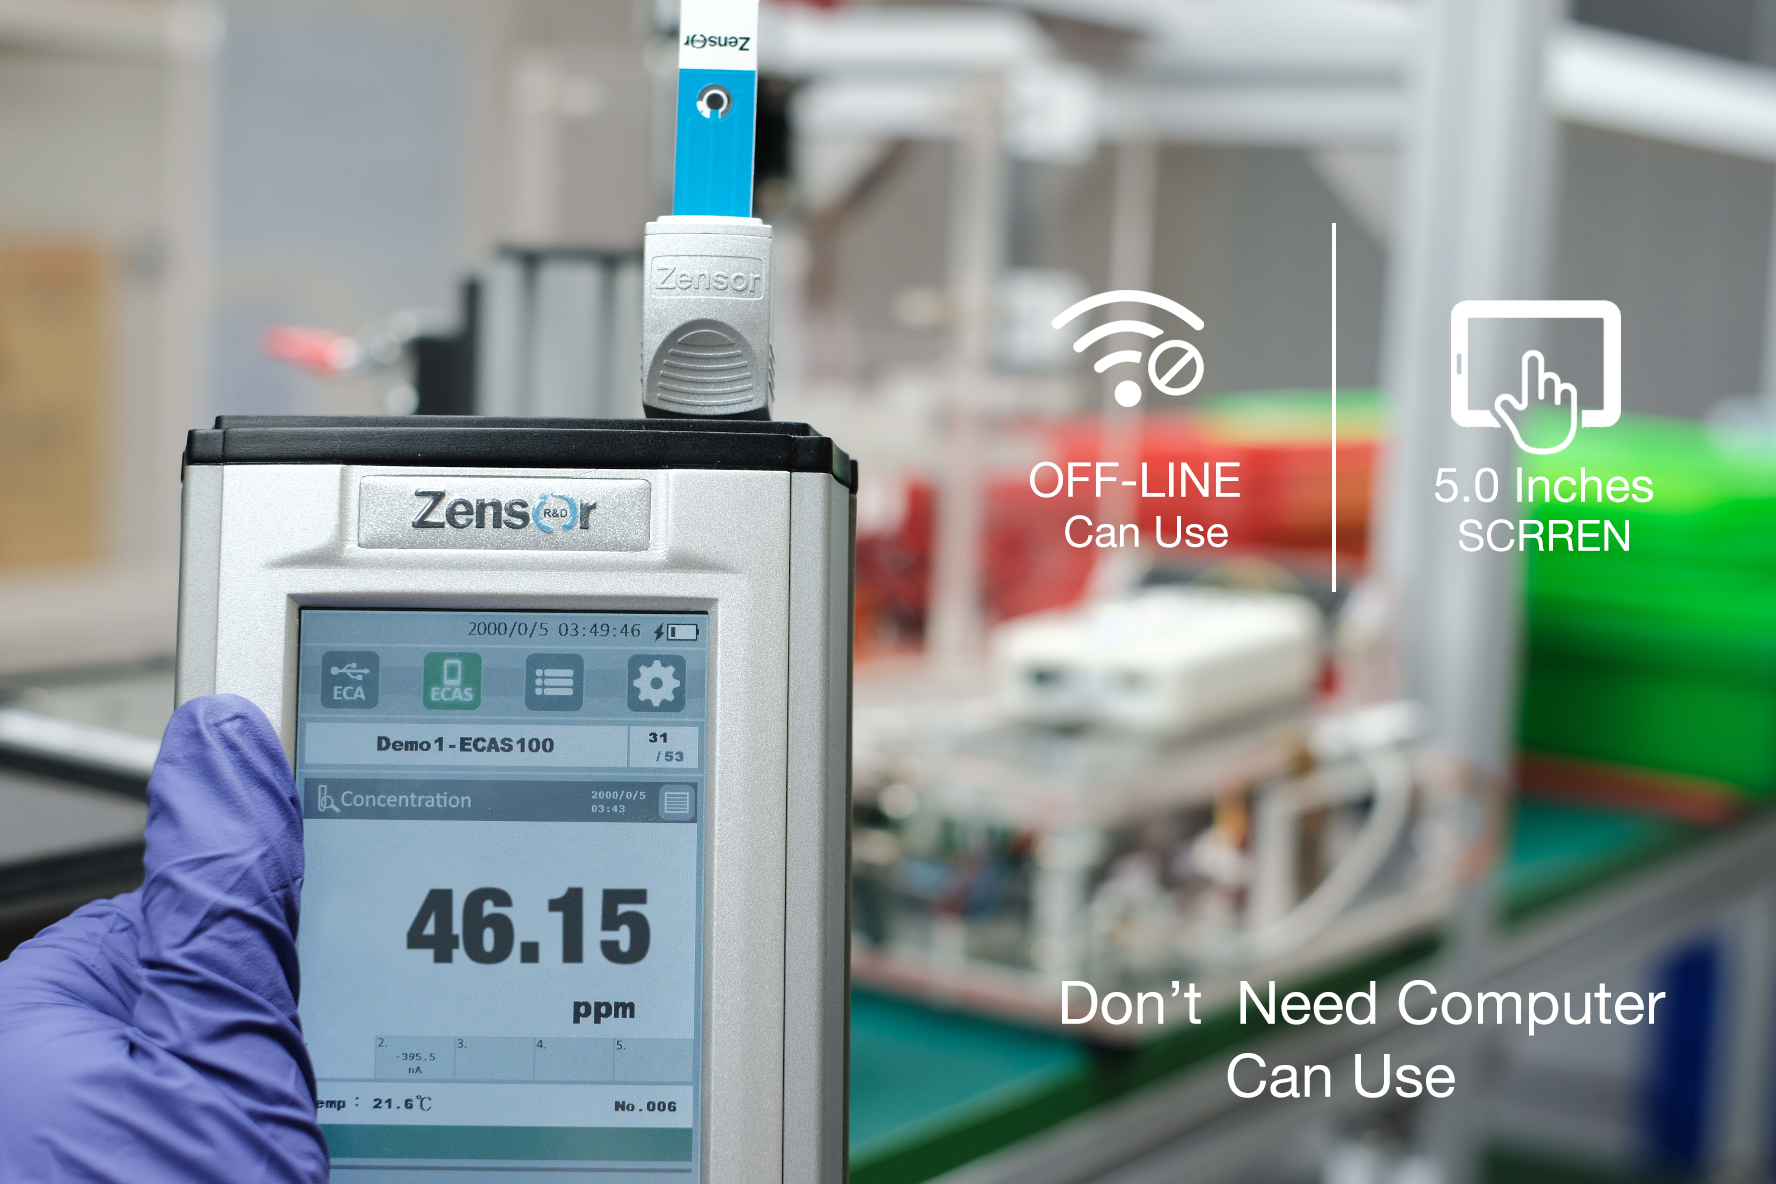 Zensor
Zensor
Zensor
R&D
2000/0/5 03:49:46
ECA
ECAS
Demo1-ECAS100
31
/53
Concentration
2000/0/5
03:43
46.15
ppm
2.
-395.5
nA
3.
4.
5.
emp : 21.6℃
No.006
OFF-LINE
Can Use
5.0 Inches
SCRREN
Don't Need Computer
Can Use